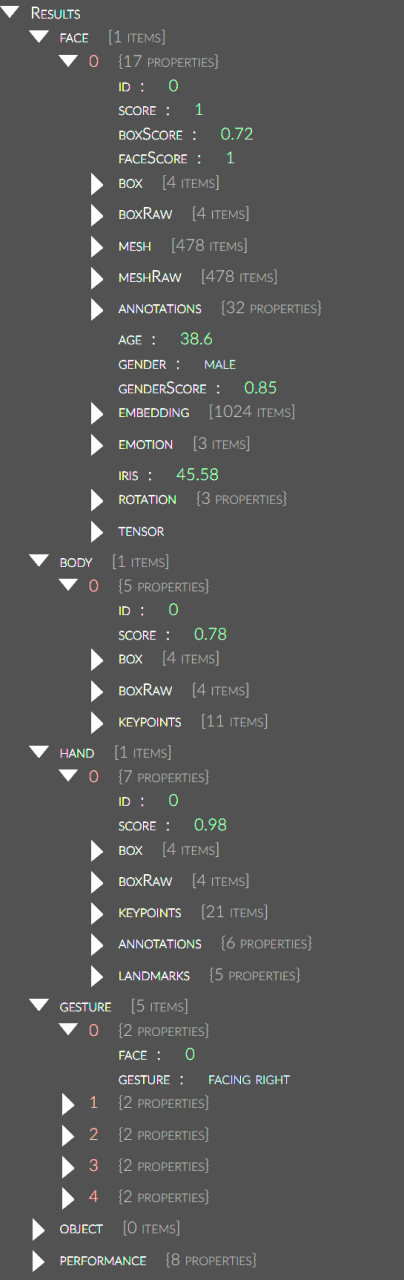 Results
face [1 items]
0 {17 properties}
id : 0
score : 1
boxScore : 0.72
faceScore : 1
box [4 items]
boxRaw [4 items]
mesh [478 items]
meshRaw [478 items]
annotations {32 properties}
age : 38.6
gender : male
genderScore : 0.85
embedding [1024 items]
emotion [3 items]
iris : 45.58
rotation {3 properties}
tensor
body [1 items]
0 {5 properties}
id : 0
score : 0.78
box [4 items]
boxRaw [4 items]
keypoints [11 items]
hand [1 items]
0 {7 properties}
id : 0
score : 0.98
box [4 items]
boxRaw [4 items]
keypoints [21 items]
annotations {6 properties}
landmarks {5 properties}
gesture [5 items]
0 {2 properties}
face : 0
gesture : facing right
1 {2 properties}
2 {2 properties}
3 {2 properties}
4 {2 properties}
object [0 items]
performance {8 properties}